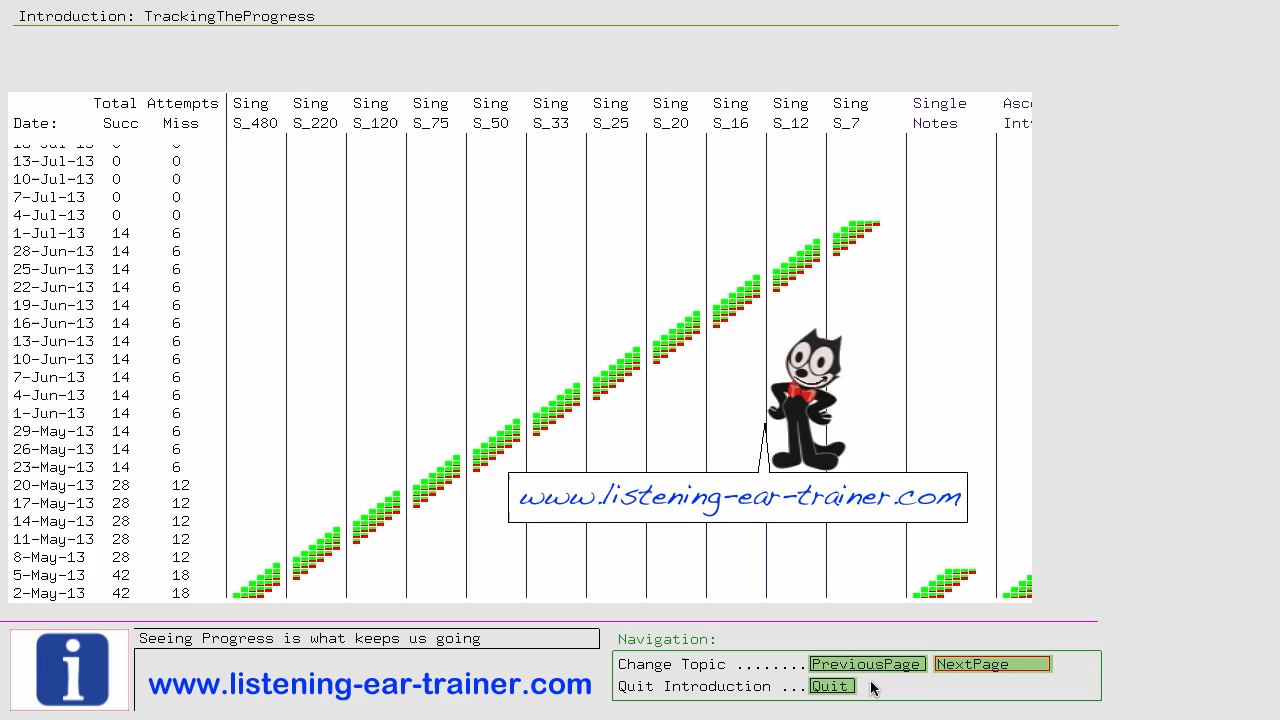 Introduction: TrackingTheProgress
Total Attempts Sing Sing Sing Sing Sing Sing Sing Sing Sing Sing Sing Single
Date: Succ Miss S_480 S_220 S_120 S_75 S_50 S_33 S_25 S_20 S_16 S_12 S_7 Notes
13-Jul-13 0 0
10-Jul-13 0 0
7-Jul-13 0 0
4-Jul-13 0 0
1-Jul-13 14 6
28-Jun-13 14 6
25-Jun-13 14 6
22-Jun-13 14 6
19-Jun-13 14 6
16-Jun-13 14 6
13-Jun-13 14 6
10-Jun-13 14 6
7-Jun-13 14 6
4-Jun-13 14 6
1-Jun-13 14 6
29-May-13 14 6
26-May-13 14 6
23-May-13 14 6
20-May-13 28 12
17-May-13 28 12
14-May-13 28 12
11-May-13 28 12
8-May-13 28 12
5-May-13 42 18
2-May-13 42 18
www.listening-ear-trainer.com
Seeing Progress is what keeps us going
www.listening-ear-trainer.com
Navigation:
Change Topic ........ PreviousPage NextPage
Quit Introduction ... Quit